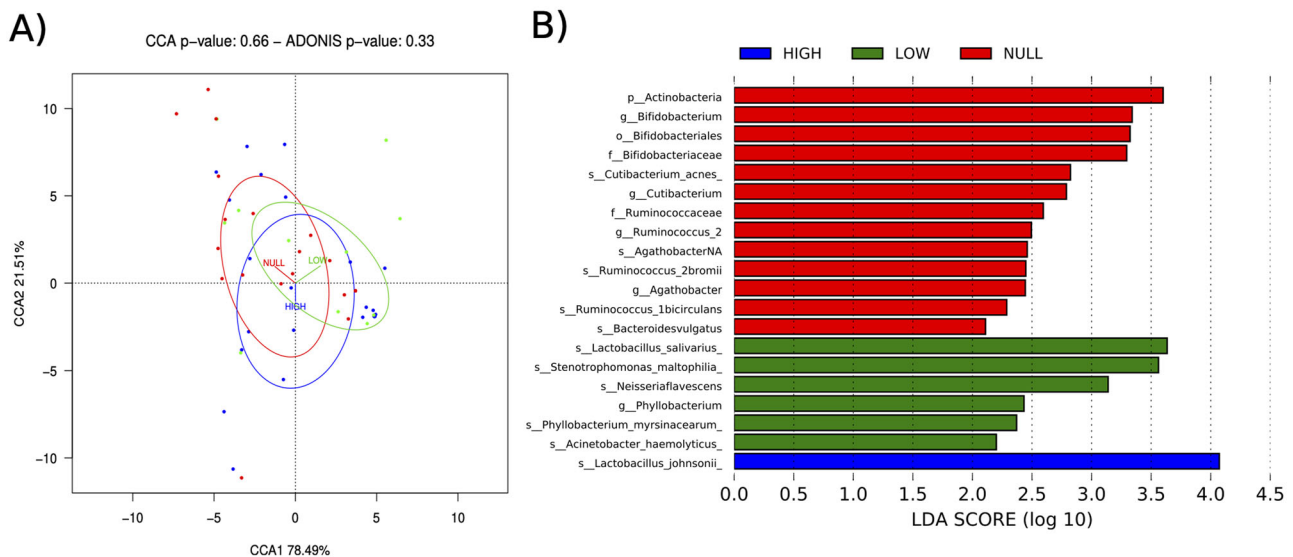 A)
CCA p-value: 0.66 - ADONIS p-value: 0.33
10
5
0
-5
-10
CCA2 21.51%
NULL
LOW
HIGH
-10
-5
0
5
10
CCA1 78.49%
B)
HIGH
LOW
NULL
p__Actinobacteria
g__Bifidobacterium
o__Bifidobacteriales
f__Bifidobacteriaceae
s__Cutibacterium_acnes_
g__Cutibacterium
f__Ruminococcaceae
g__Ruminococcus_2
s__AgathobacterNA
s__Ruminococcus_2bromii
g__Agathobacter
s__Ruminococcus_1bicirculans
s__Bacteroidesvulgatus
s__Lactobacillus_salivarius_
s__Stenotrophomonas_maltophilia_
s__Neisseriaflavescens
g__Phyllobacterium
s__Phyllobacterium_myrsinacearum_
s__Acinetobacter_haemolyticus_
s__Lactobacillus_johnsonii_
0.0 0.5 1.0 1.5 2.0 2.5 3.0 3.5 4.0 4.5
LDA SCORE (log 10)